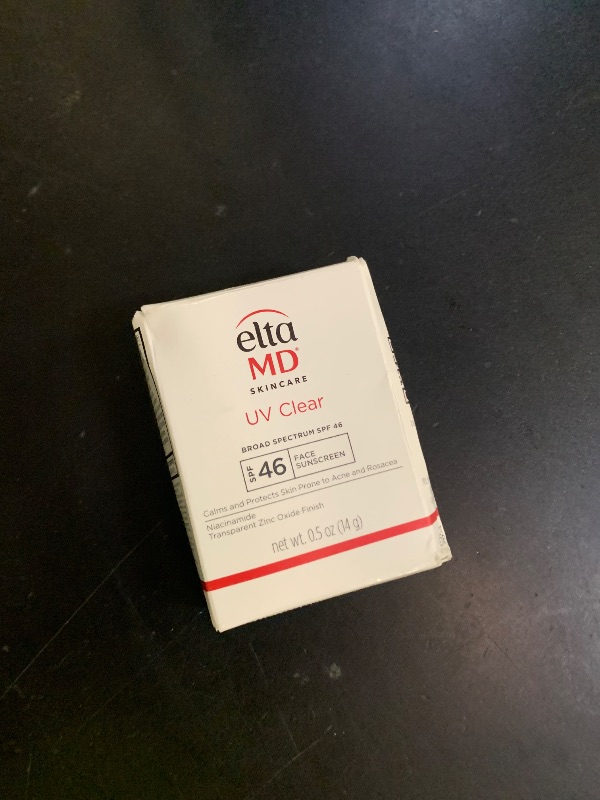 elta
MD®
SKINCARE
UV Clear
BROAD SPECTRUM SPF 46
SPF 46 FACE
SUNSCREEN
Calms and Protects Skin Prone to Acne and Rosacea
Niacinamide
Transparent Zinc Oxide Finish
net wt. 0.5 oz (14 g)